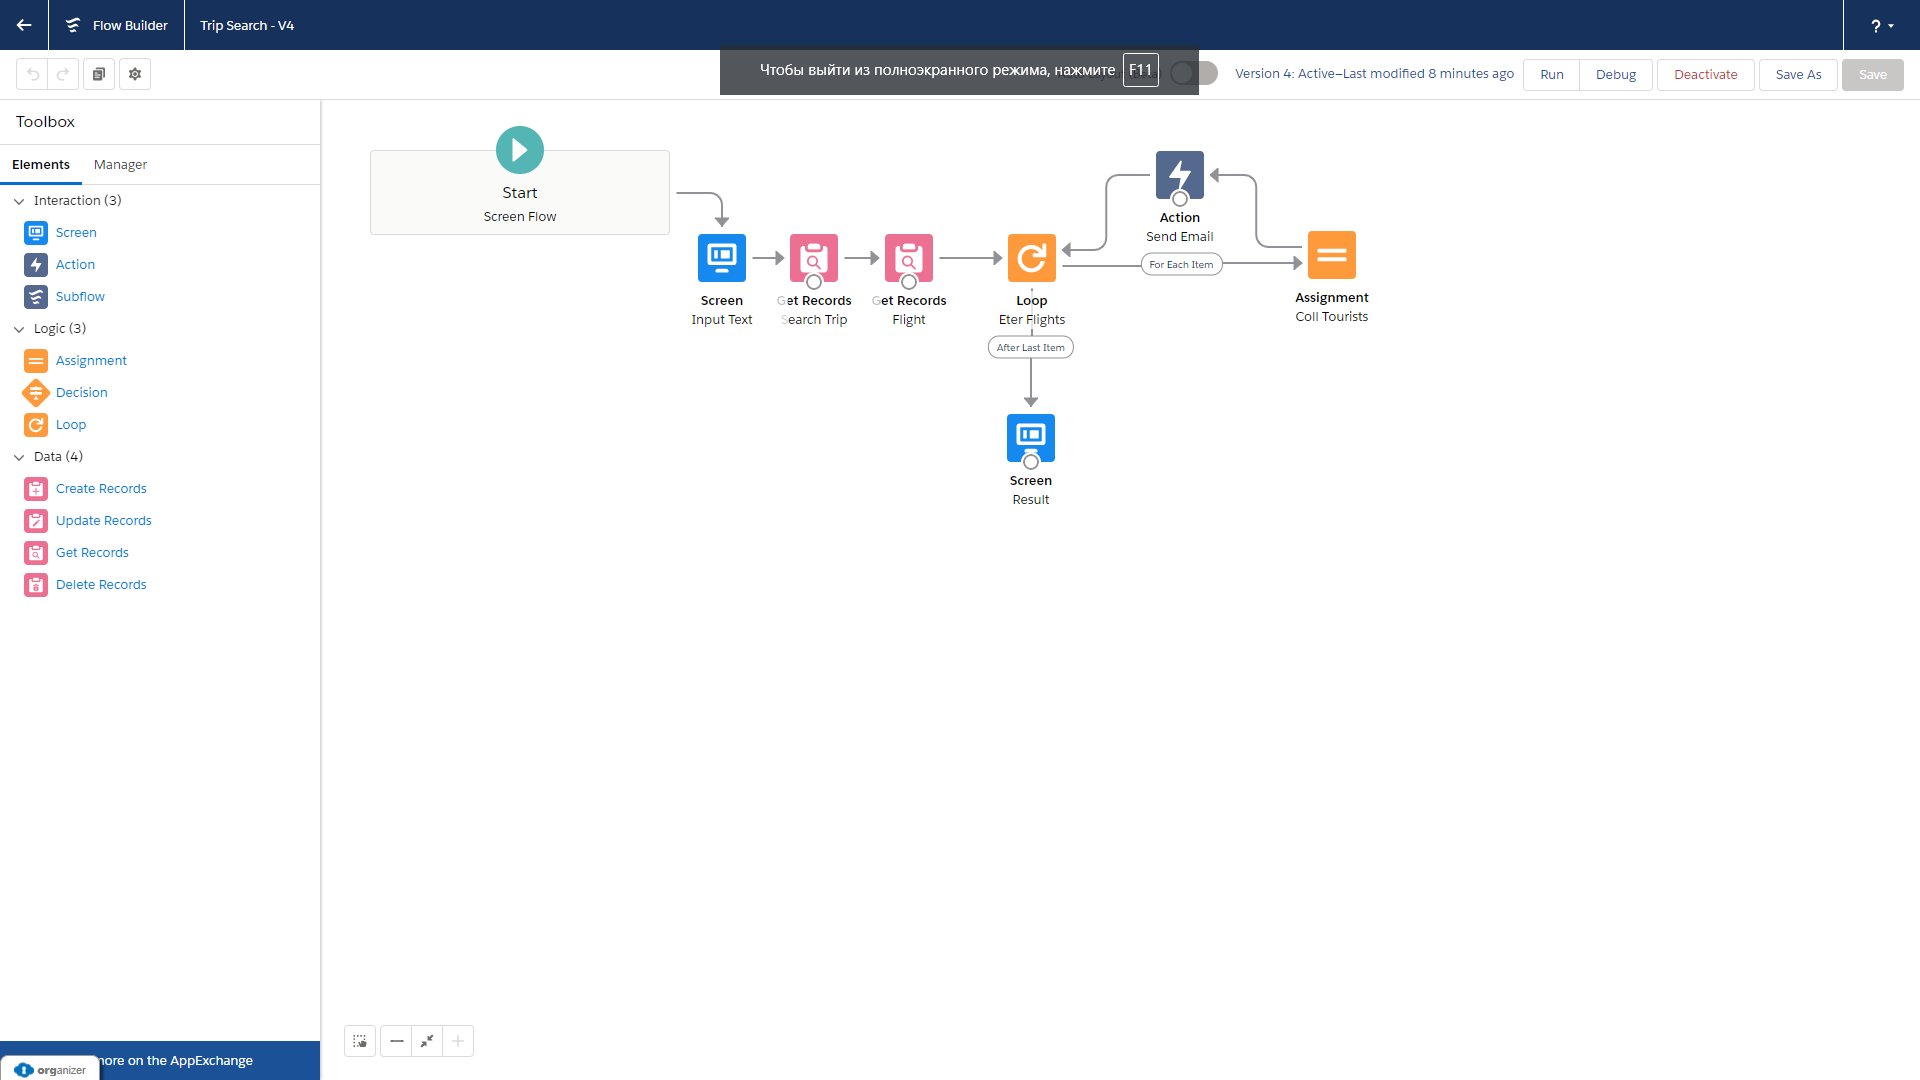 Flow Builder
Trip Search - V4
?
Чтобы выйти из полноэкранного режима, нажмите F11
Version 4: Active—Last modified 8 minutes ago
Run
Debug
Deactivate
Save As
Save
Toolbox
Elements
Manager
Interaction (3)
Screen
Action
Subflow
Logic (3)
Assignment
Decision
Loop
Data (4)
Create Records
Update Records
Get Records
Delete Records
more on the AppExchange
organizer
Start
Screen Flow
Screen
Input Text
Get Records
Search Trip
Get Records
Flight
Loop
Eter Flights
After Last Item
Screen
Result
Action
Send Email
For Each Item
Assignment
Coll Tourists